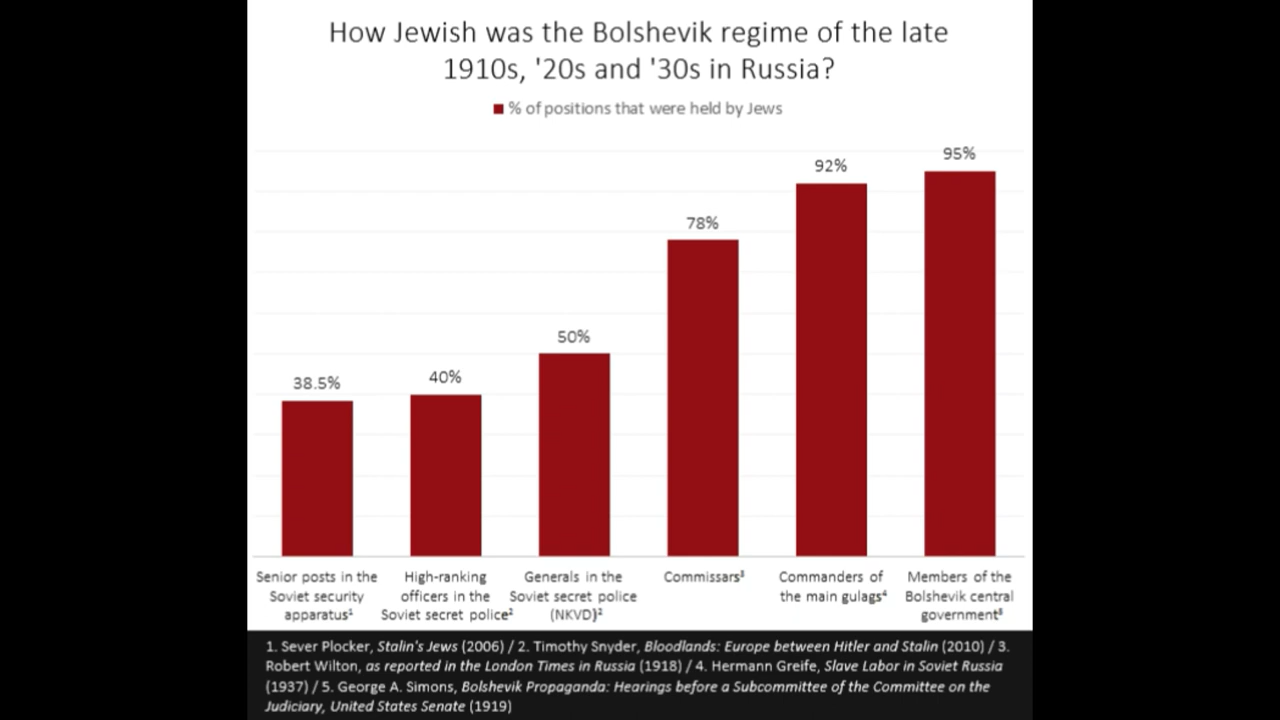 How Jewish was the Bolshevik regime of the late
1910s, '20s and '30s in Russia?
% of positions that were held by Jews
38.5%
40%
50%
78%
92%
95%
Senior posts in the
Soviet security
apparatus¹
High-ranking
officers in the
Soviet secret police²
Generals in the
Soviet secret police
(NKVD)²
Commissars³
Commanders of
the main gulags⁴
Members of the
Bolshevik central
government⁵
1. Sever Plocker, Stalin's Jews (2006) / 2. Timothy Snyder, Bloodlands: Europe between Hitler and Stalin (2010) / 3.
Robert Wilton, as reported in the London Times in Russia (1918) / 4. Hermann Greife, Slave Labor in Soviet Russia
(1937) / 5. George A. Simons, Bolshevik Propaganda: Hearings before a Subcommittee of the Committee on the
Judiciary, United States Senate (1919)